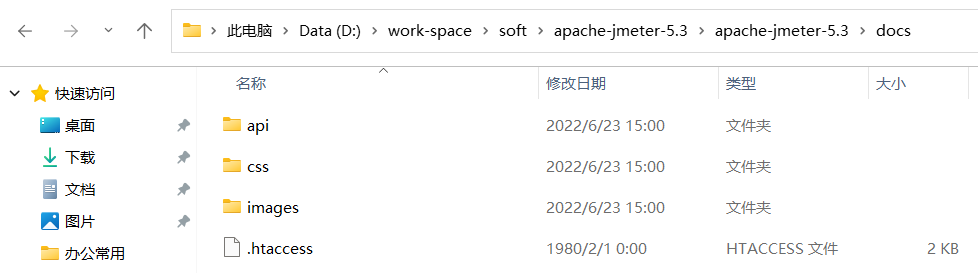 此电脑 > Data (D:) > work-space > soft > apache-jmeter-5.3 > apache-jmeter-5.3 > docs
名称 修改日期 类型 大小
快速访问
桌面
下载
文档
图片
办公常用
api 2022/6/23 15:00 文件夹
css 2022/6/23 15:00 文件夹
images 2022/6/23 15:00 文件夹
.htaccess 1980/2/1 0:00 HTACCESS 文件 2 KB